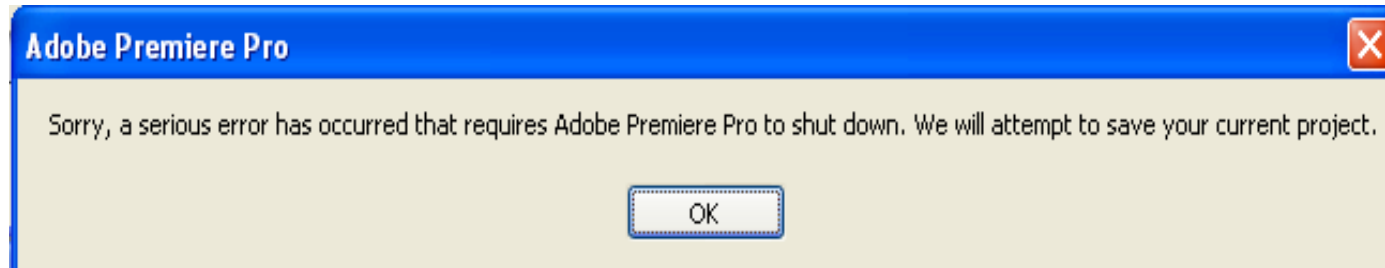 Adobe Premiere Pro
Sorry, a serious error has occurred that requires Adobe Premiere Pro to shut down. We will attempt to save your current project.
OK